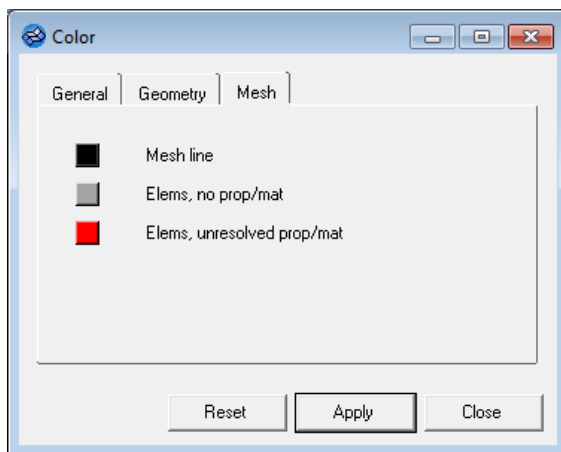 Color
General Geometry Mesh
Mesh line
Elems, no prop/mat
Elems, unresolved prop/mat
Reset Apply Close